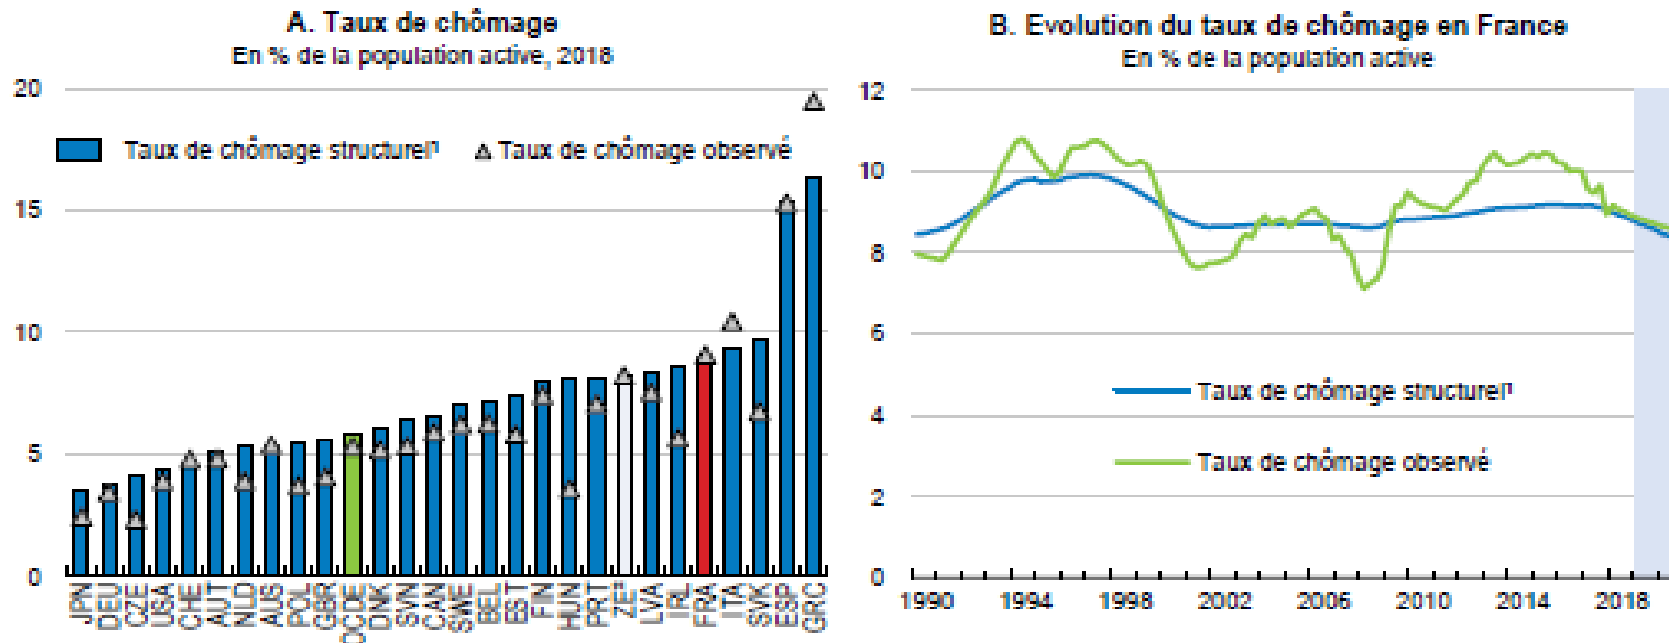 A. Taux de chômage
En % de la population active, 2018
20
15
10
5
0
Taux de chômage structurel¹
Taux de chômage observé
JPN
DEU
CZE
USA
CHE
AUT
NLD
AUS
POL
GBR
OCDE
DNK
SVN
CAN
SWE
BEL
EST
FIN
HUN
PRT
LVA
IRL
FRA
ITA
SVK
ESP
GRC
B. Evolution du taux de chômage en France
En % de la population active
12
10
8
6
4
2
0
Taux de chômage structurel¹
Taux de chômage observé
1990
1994
1998
2002
2006
2010
2014
2018